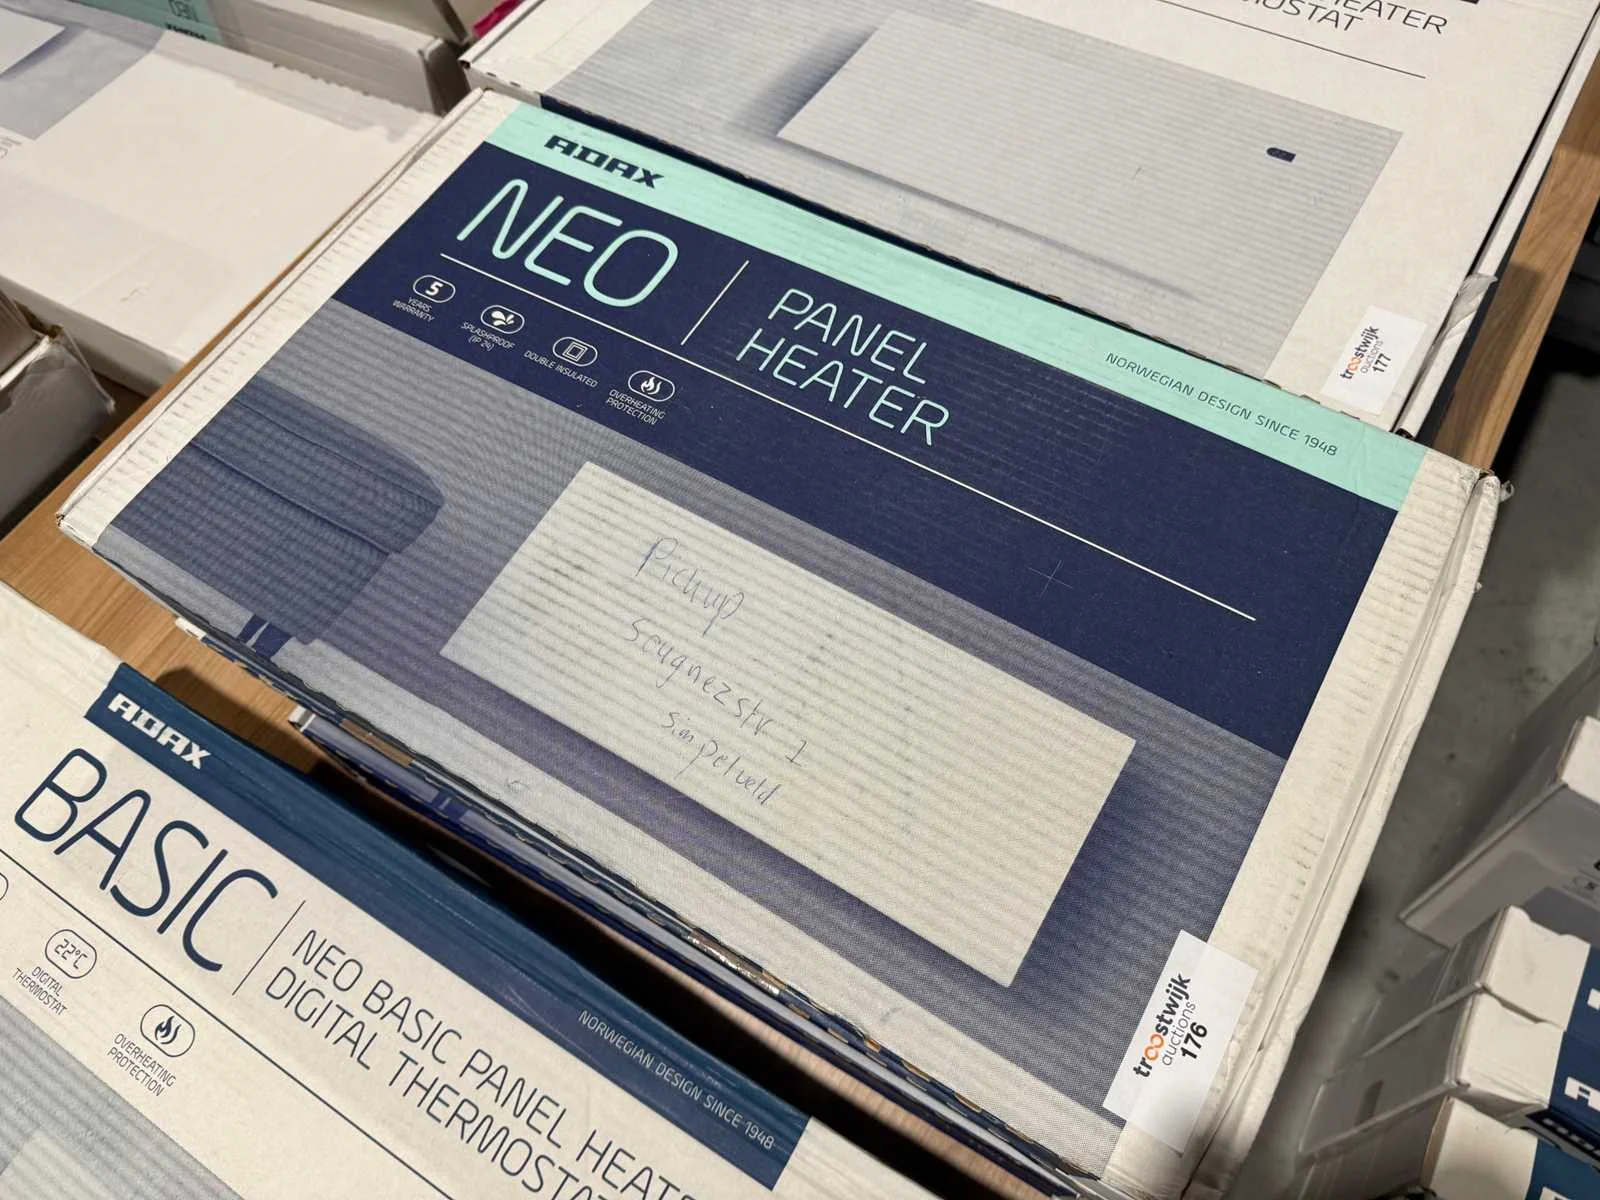 HEATER
ADAX
NEO
PANEL
HEATER
5
YEARS
WARRANTY
SPLASHPROOF
(IP 24)
DOUBLE INSULATED
OVERHEATING
PROTECTION
NORWEGIAN DESIGN SINCE 1948
troostwijk
auctions
177
Pickup
scugnezstr 1
Simpelveld
troostwijk
auctions
176
ADAX
BASIC
NEO BASIC PANEL HEAT
DIGITAL THERMOSTA
22°C
DIGITAL
THERMOSTAT
OVERHEATING
PROTECTION
NORWEGIAN DESIGN SINCE 1948